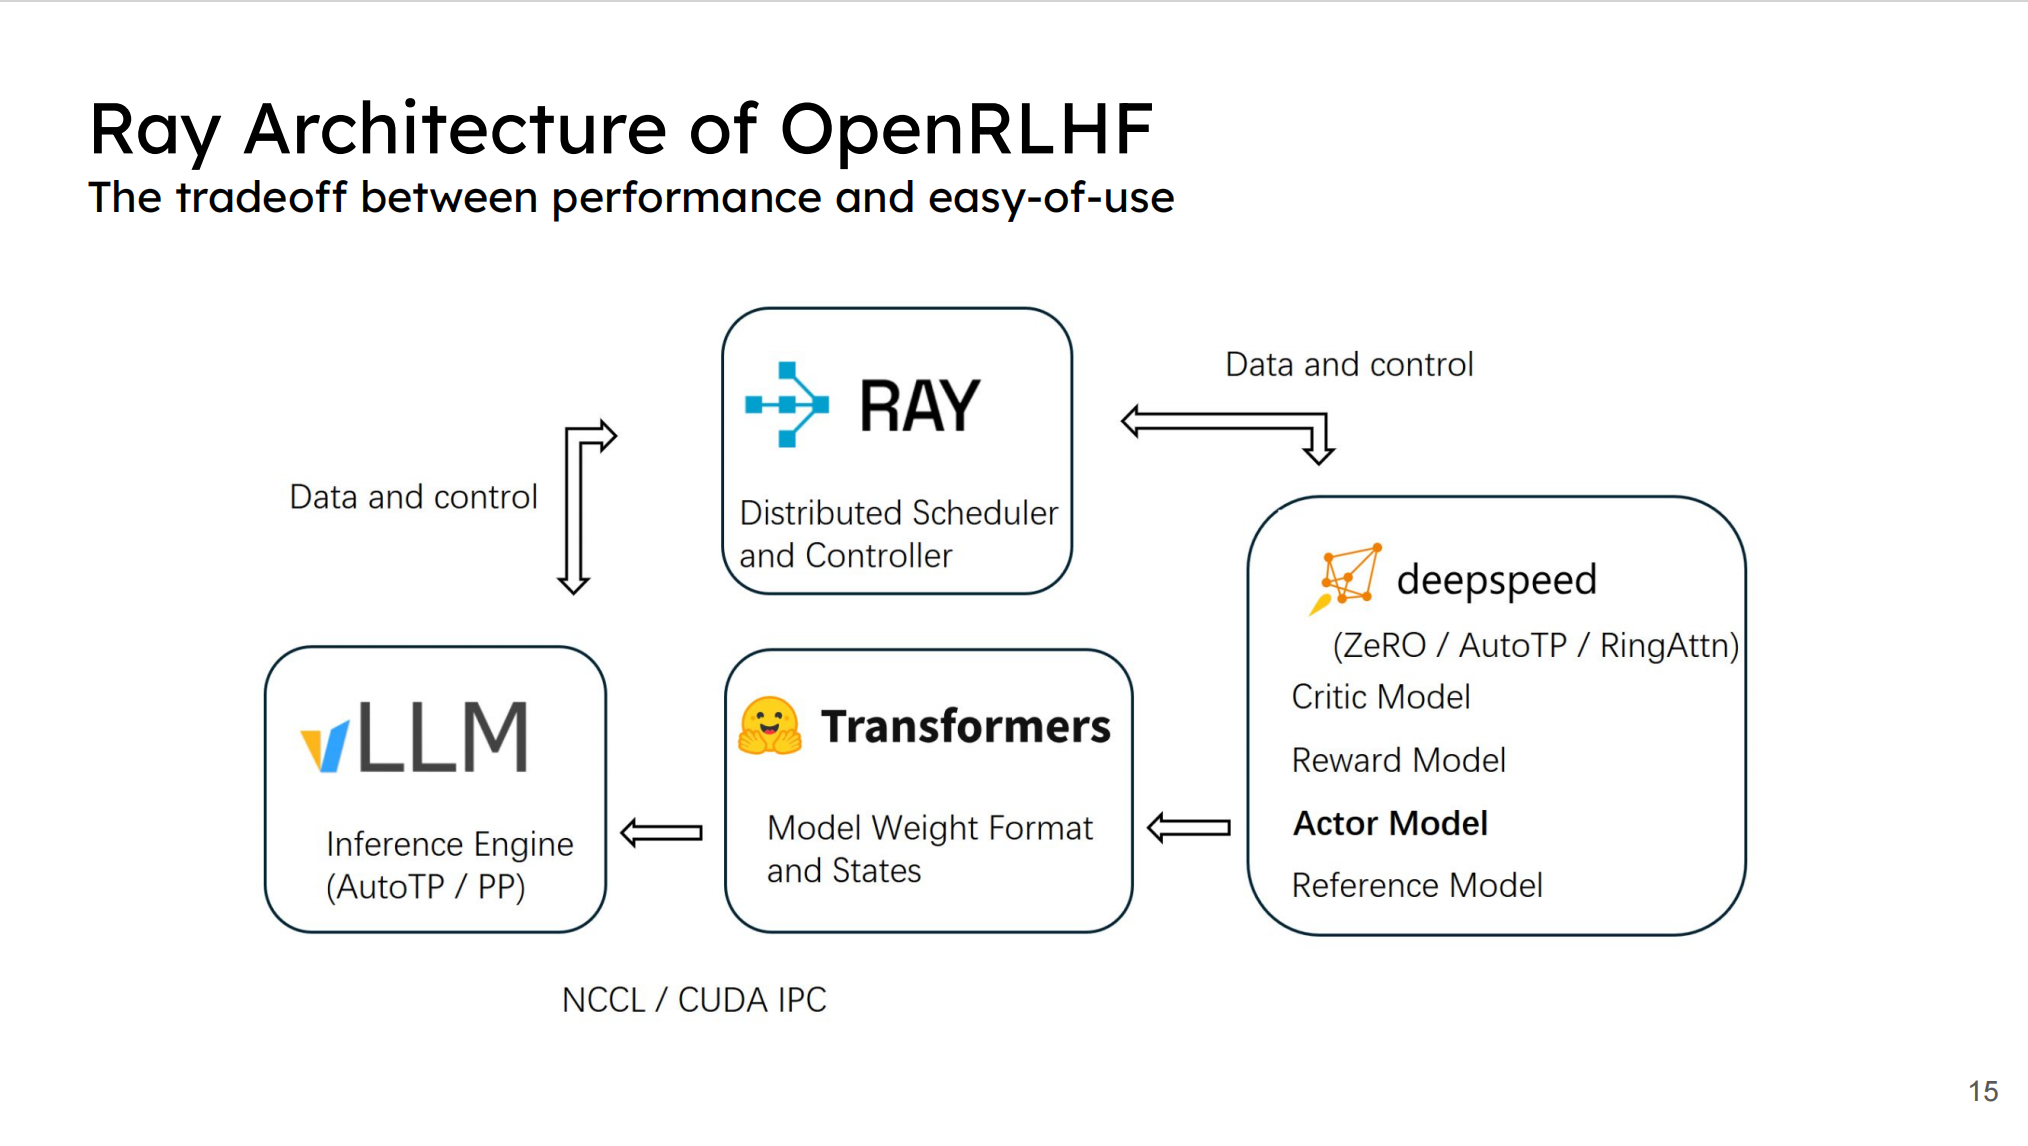 Ray Architecture of OpenRLHF
The tradeoff between performance and easy-of-use
RAY
Distributed Scheduler
and Controller
Data and control
Data and control
deepspeed
(ZeRO / AutoTP / RingAttn)
Critic Model
Reward Model
Actor Model
Reference Model
vLLM
Inference Engine
(AutoTP / PP)
Transformers
Model Weight Format
and States
NCCL / CUDA IPC
15